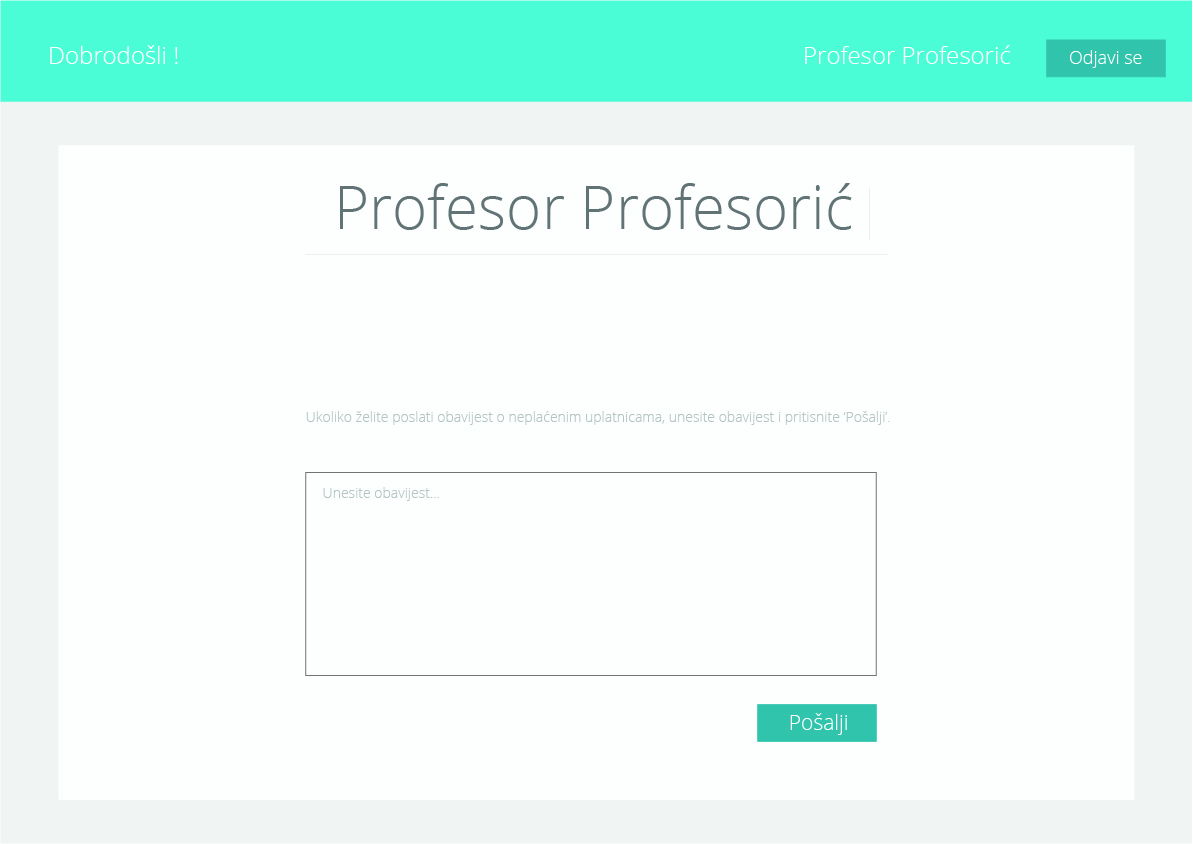 Dobrodošli !
Profesor Profesorić
Odjavi se
Profesor Profesorić
Ukoliko želite poslati obavijest o neplaćenim uplatnicama, unesite obavijest i pritisnite ‘Pošalji’.
Unesite obavijest...
Pošalji